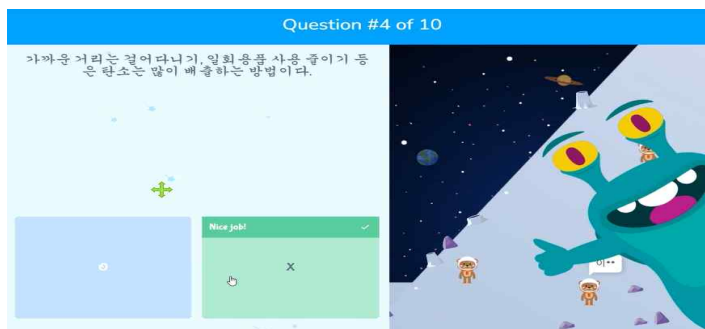 Question #4 of 10
가까운 거리는 걸어다니기, 일회용품 사용 줄이기 등
은 탄소는 많이 배출하는 방법이다.
Nice job!
O
X
이••